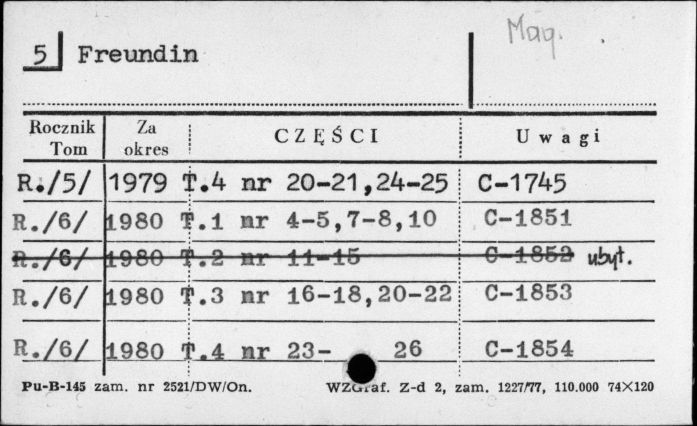 Mag.
5 Freundin
Rocznik Tom Za okres CZĘŚCI Uwagi
R./5/ 1979 T.4 nr 20-21,24-25 C-1745
R./6/ 1980 T.1 nr 4-5,7-8,10 C-1851
R./6/ 1980 T.2 nr 11-15 C-1852 ubyt.
R./6/ 1980 T.3 nr 16-18,20-22 C-1853
R./6/ 1980 T.4 nr 23- 26 C-1854
Pu-B-145 zam. nr 2521/DW/On. WZGraf. Z-d 2, zam. 1227/77, 110.000 74×120